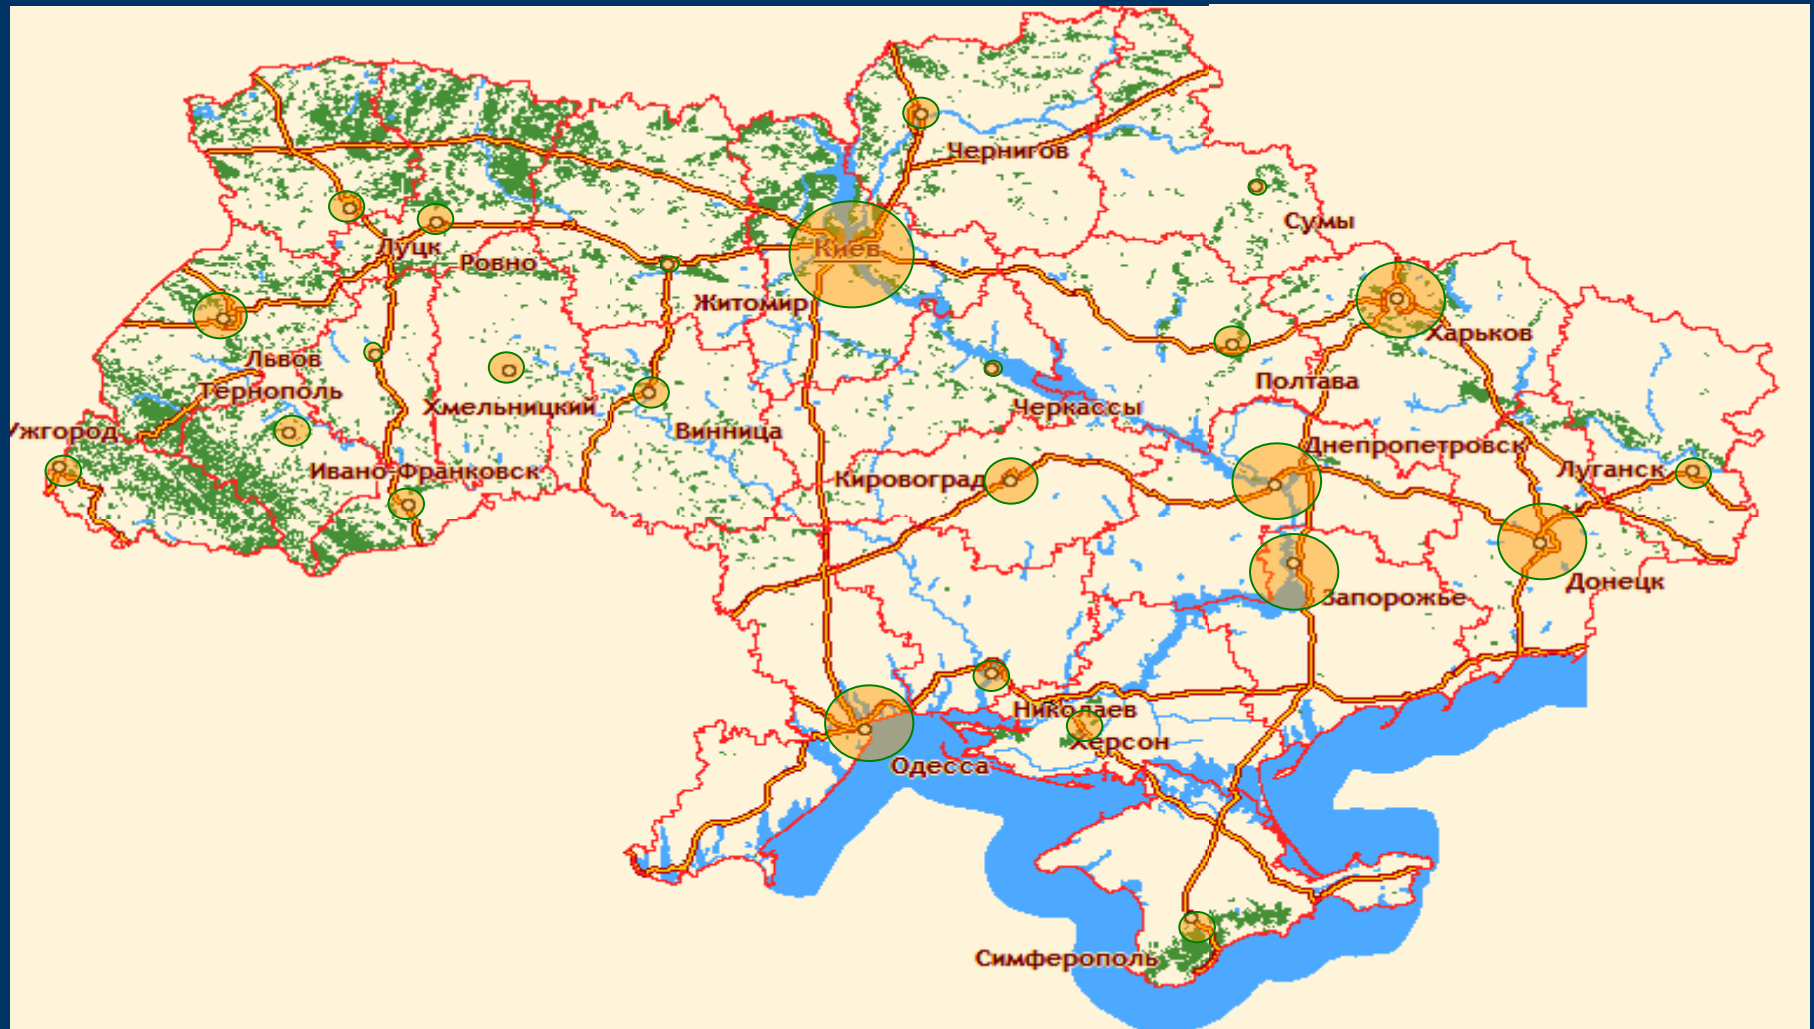 Чернигов
Сумы
Луцк
Ровно
Киев
Житомир
Харьков
Львов
Тернополь
Хмельницкий
Черкассы
Полтава
Ужгород
Винница
Днепропетровск
Ивано-Франковск
Кировоград
Луганск
Донецк
Запорожье
Николаев
Херсон
Одесса
Симферополь